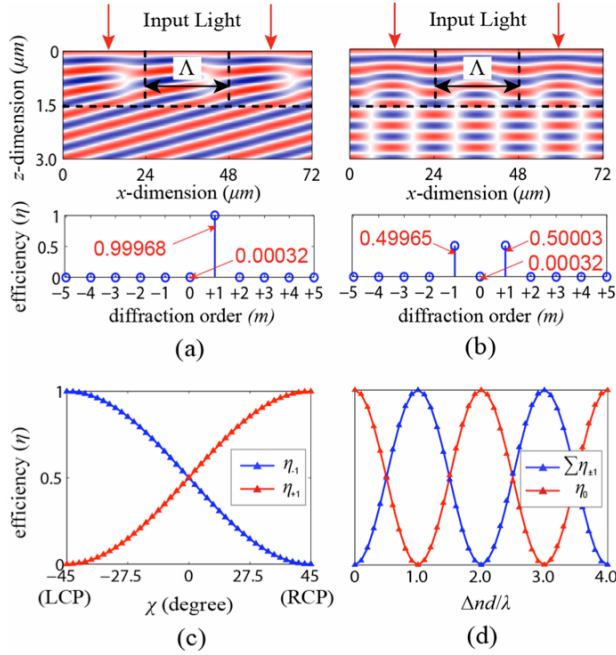 Input Light
Input Light
z-dimension (μm)
0
1.5
3.0
Λ
0 24 48 72
x-dimension (μm)
0
1.5
3.0
Λ
0 24 48 72
x-dimension (μm)
efficiency (η)
1
0.5
0
0.99968
0.00032
-5 -4 -3 -2 -1 0 +1 +2 +3 +4 +5
diffraction order (m)
(a)
0.49965
0.50003
0.00032
-5 -4 -3 -2 -1 0 +1 +2 +3 +4 +5
diffraction order (m)
(b)
efficiency (η)
1
0.5
0
η-1
η+1
-45 -27.5 0 27.5 45
(LCP) (RCP)
χ (degree)
(c)
∑η±1
η0
0 1.0 2.0 3.0 4.0
Δnd/λ
(d)